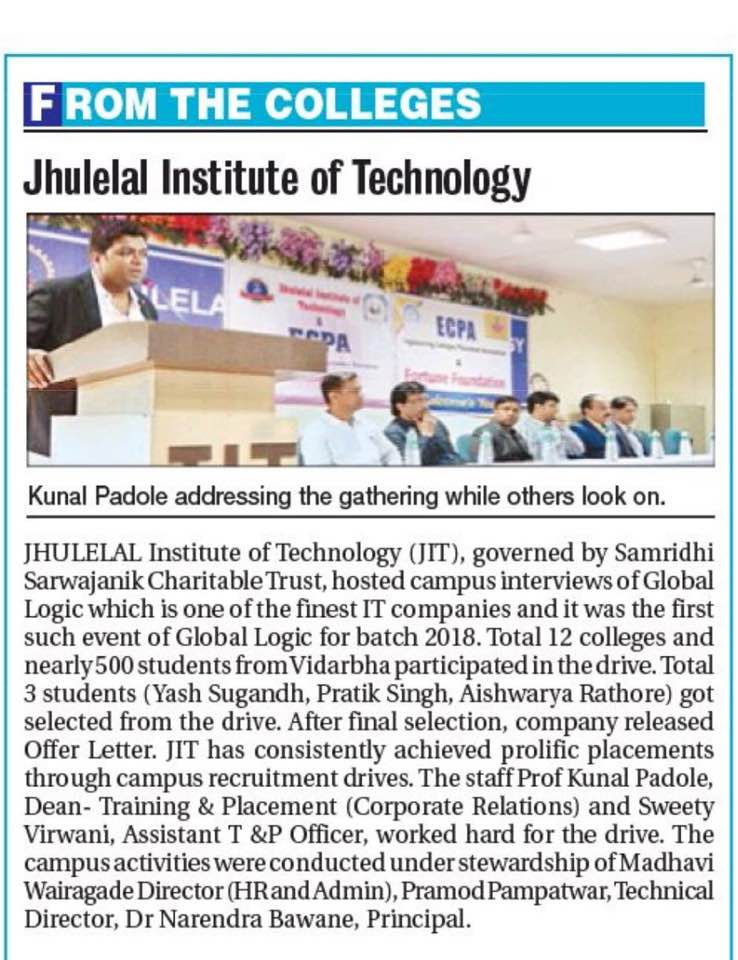 FROM THE COLLEGES
Jhulelal Institute of Technology
JLELA
Jhulelal Institute of
Technology
&
ECPA
ECPA
&
Fortune Foundation
JIT
Kunal Padole addressing the gathering while others look on.
JHULELAL Institute of Technology (JIT), governed by Samridhi
Sarwajanik Charitable Trust, hosted campus interviews of Global
Logic which is one of the finest IT companies and it was the first
such event of Global Logic for batch 2018. Total 12 colleges and
nearly 500 students from Vidarbha participated in the drive. Total
3 students (Yash Sugandh, Pratik Singh, Aishwarya Rathore) got
selected from the drive. After final selection, company released
Offer Letter. JIT has consistently achieved prolific placements
through campus recruitment drives. The staff Prof Kunal Padole,
Dean- Training & Placement (Corporate Relations) and Sweety
Virwani, Assistant T &P Officer, worked hard for the drive. The
campus activities were conducted under stewardship of Madhavi
Wairagade Director (HR and Admin), Pramod Pampatwar, Technical
Director, Dr Narendra Bawane, Principal.